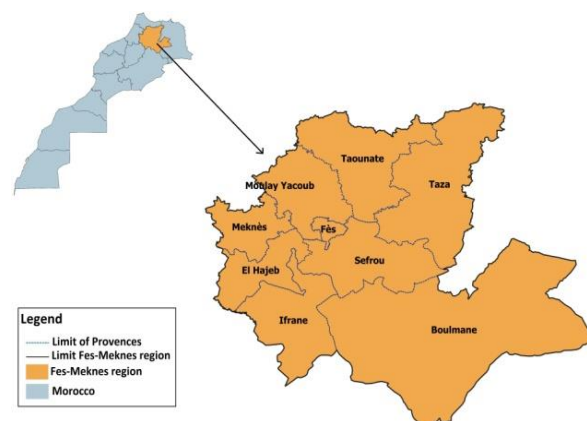 Taounate
Taza
Moulay Yacoub
Meknès
Fès
Sefrou
El Hajeb
Ifrane
Boulmane
Legend
Limit of Provences
Limit Fes-Meknes region
Fes-Meknes region
Morocco